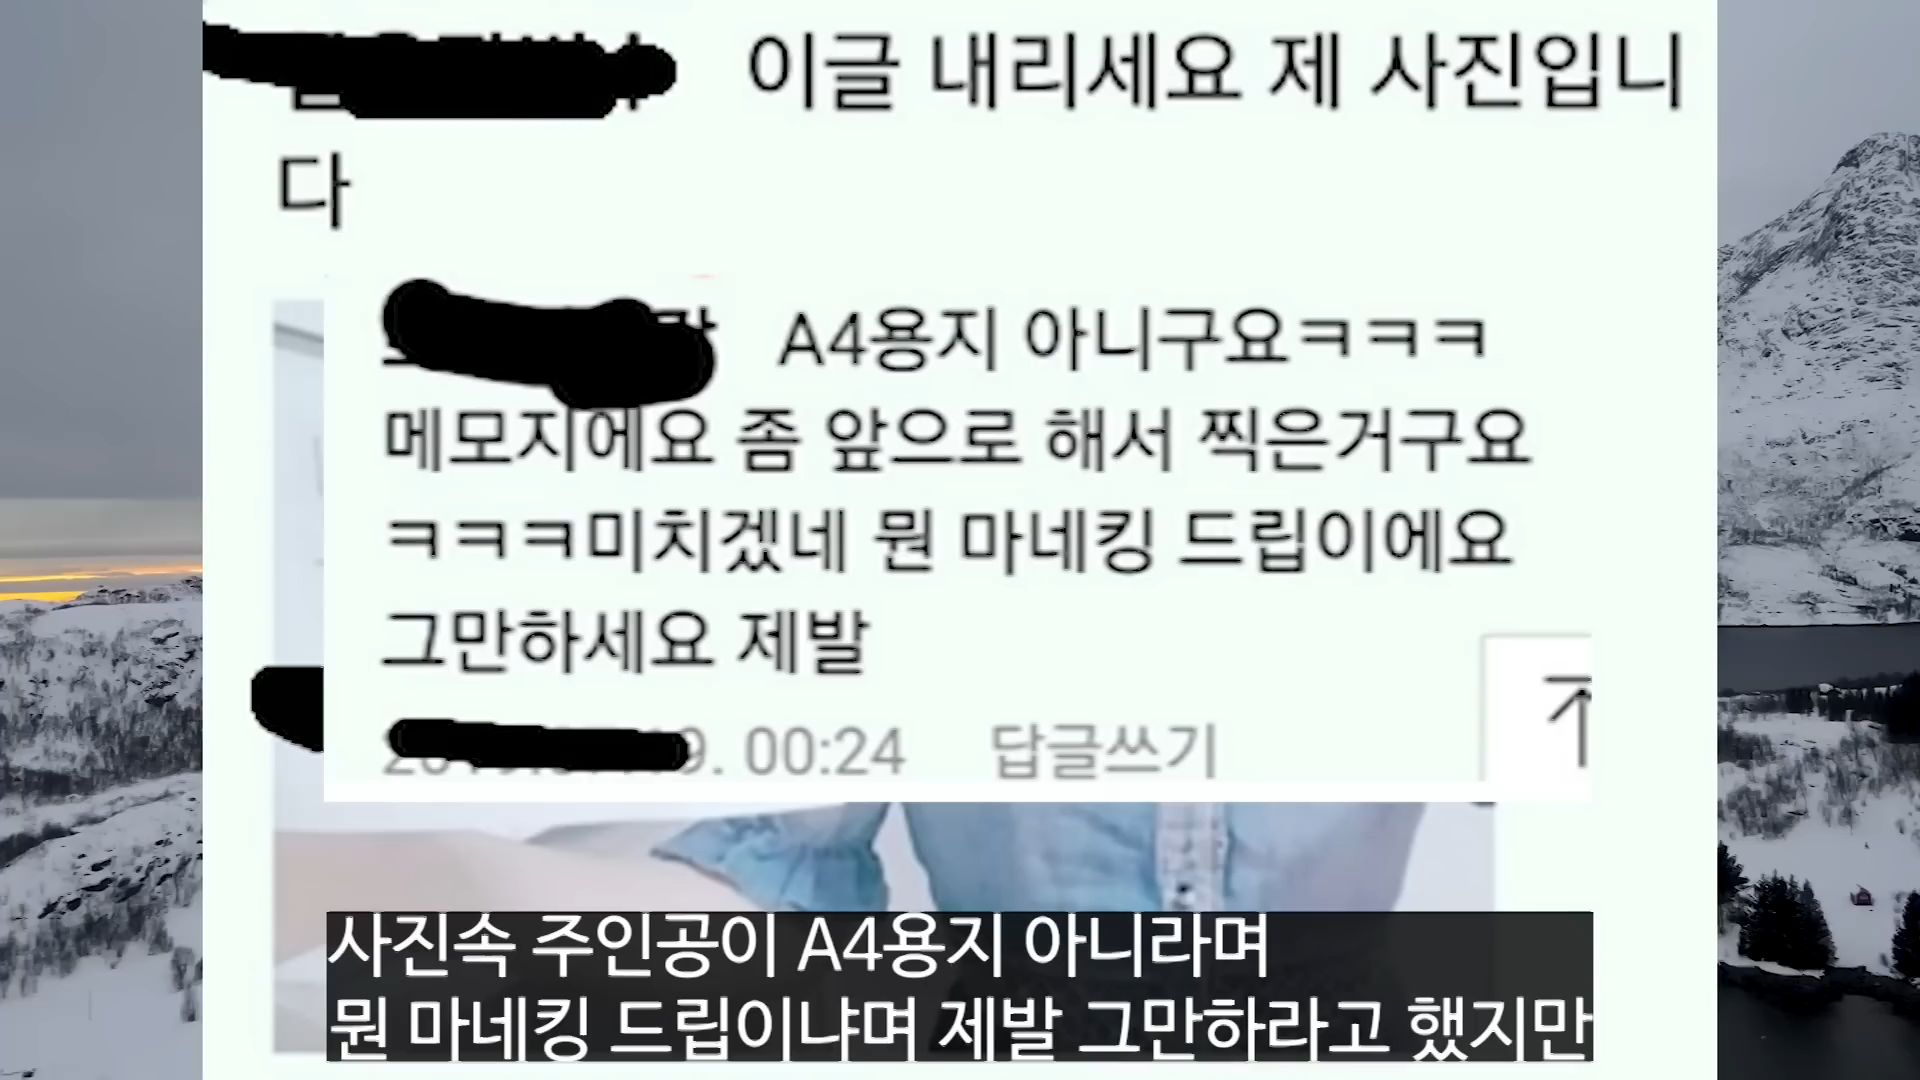 이글 내리세요 제 사진입니
다
A4용지 아니구요ㅋㅋㅋ
메모지에요 좀 앞으로 해서 찍은거구요
ㅋㅋㅋ미치겠네 뭔 마네킹 드립이에요
그만하세요 제발
00:24 답글쓰기
사진속 주인공이 A4용지 아니라며
뭔 마네킹 드립이냐며 제발 그만하라고 했지만